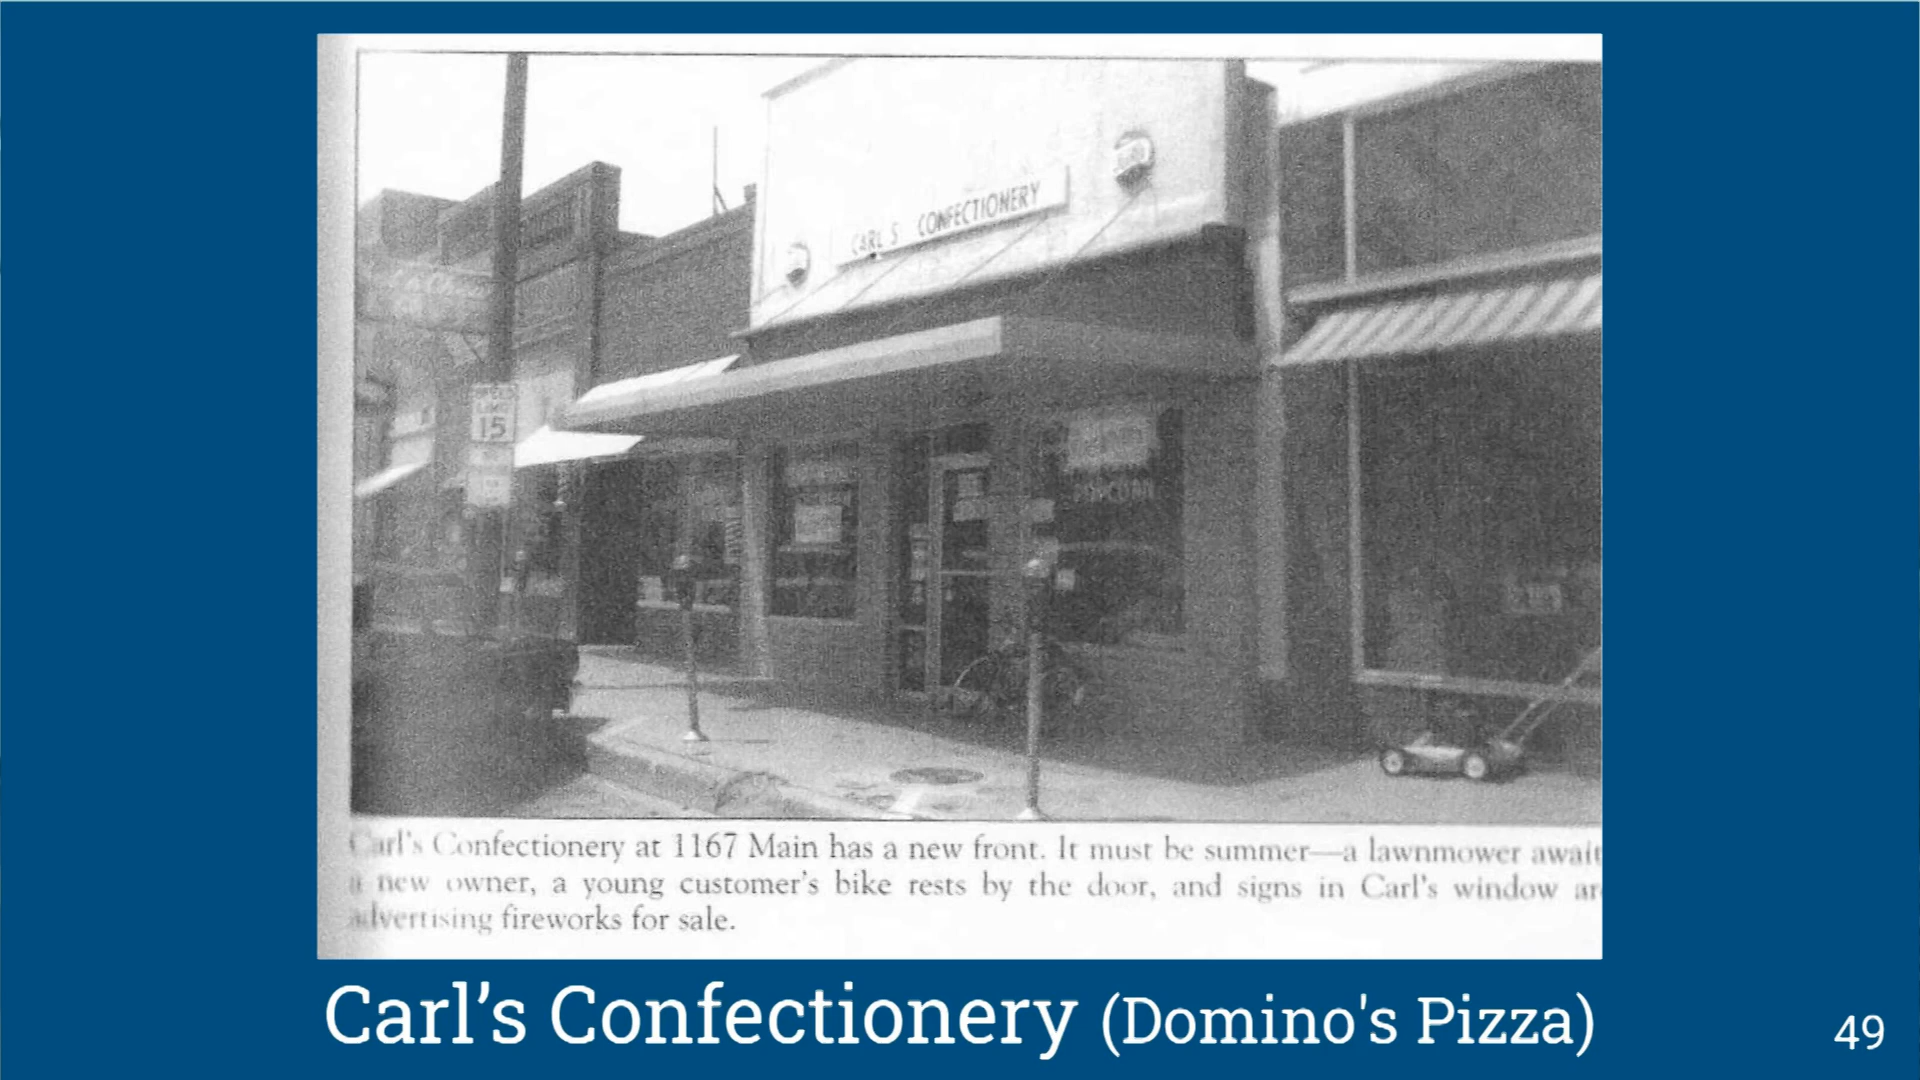 CARL'S CONFECTIONERY
15
POPCORN
Carl's Confectionery at 1167 Main has a new front. It must be summer—a lawnmower await
a new owner, a young customer's bike rests by the door, and signs in Carl's window ar
advertising fireworks for sale.
Carl's Confectionery (Domino's Pizza)
49